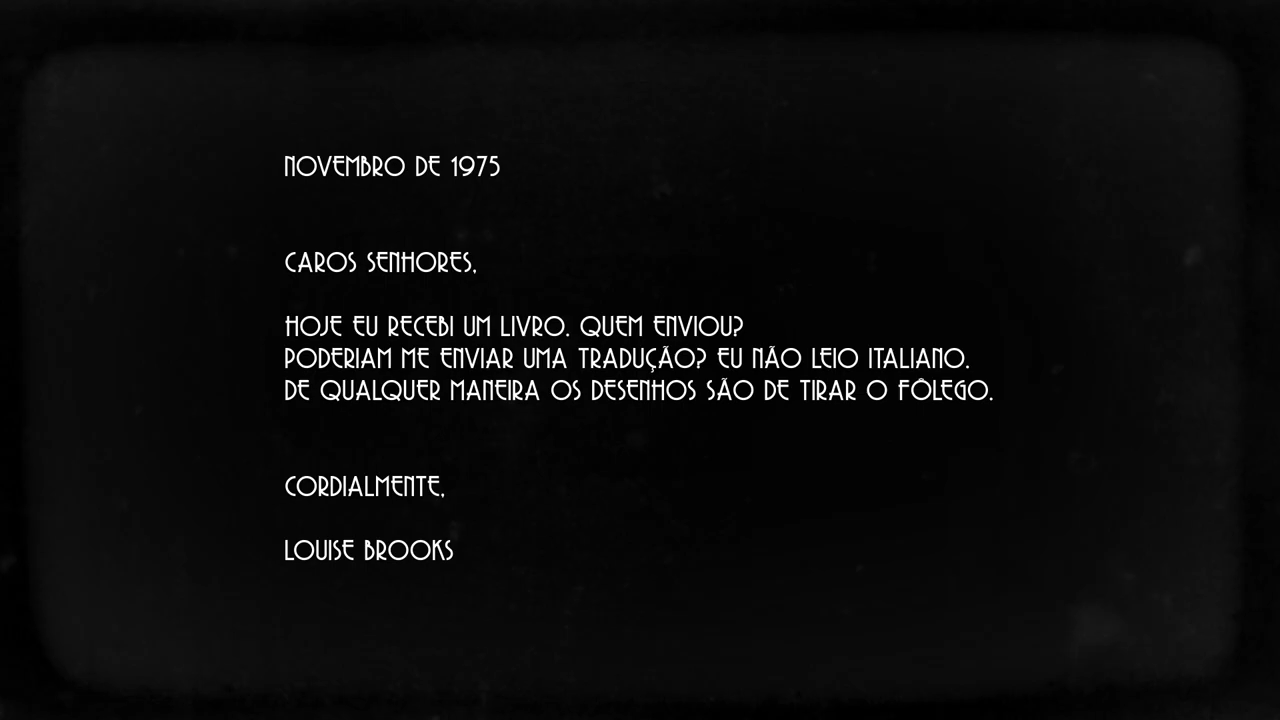 NOVEMBRO DE 1975
CAROS SENHORES,
HOJE EU RECEBI UM LIVRO. QUEM ENVIOU?
PODERIAM ME ENVIAR UMA TRADUÇÃO? EU NÃO LEIO ITALIANO.
DE QUALQUER MANEIRA OS DESENHOS SÃO DE TIRAR O FÔLEGO.
CORDIALMENTE,
LOUISE BROOKS